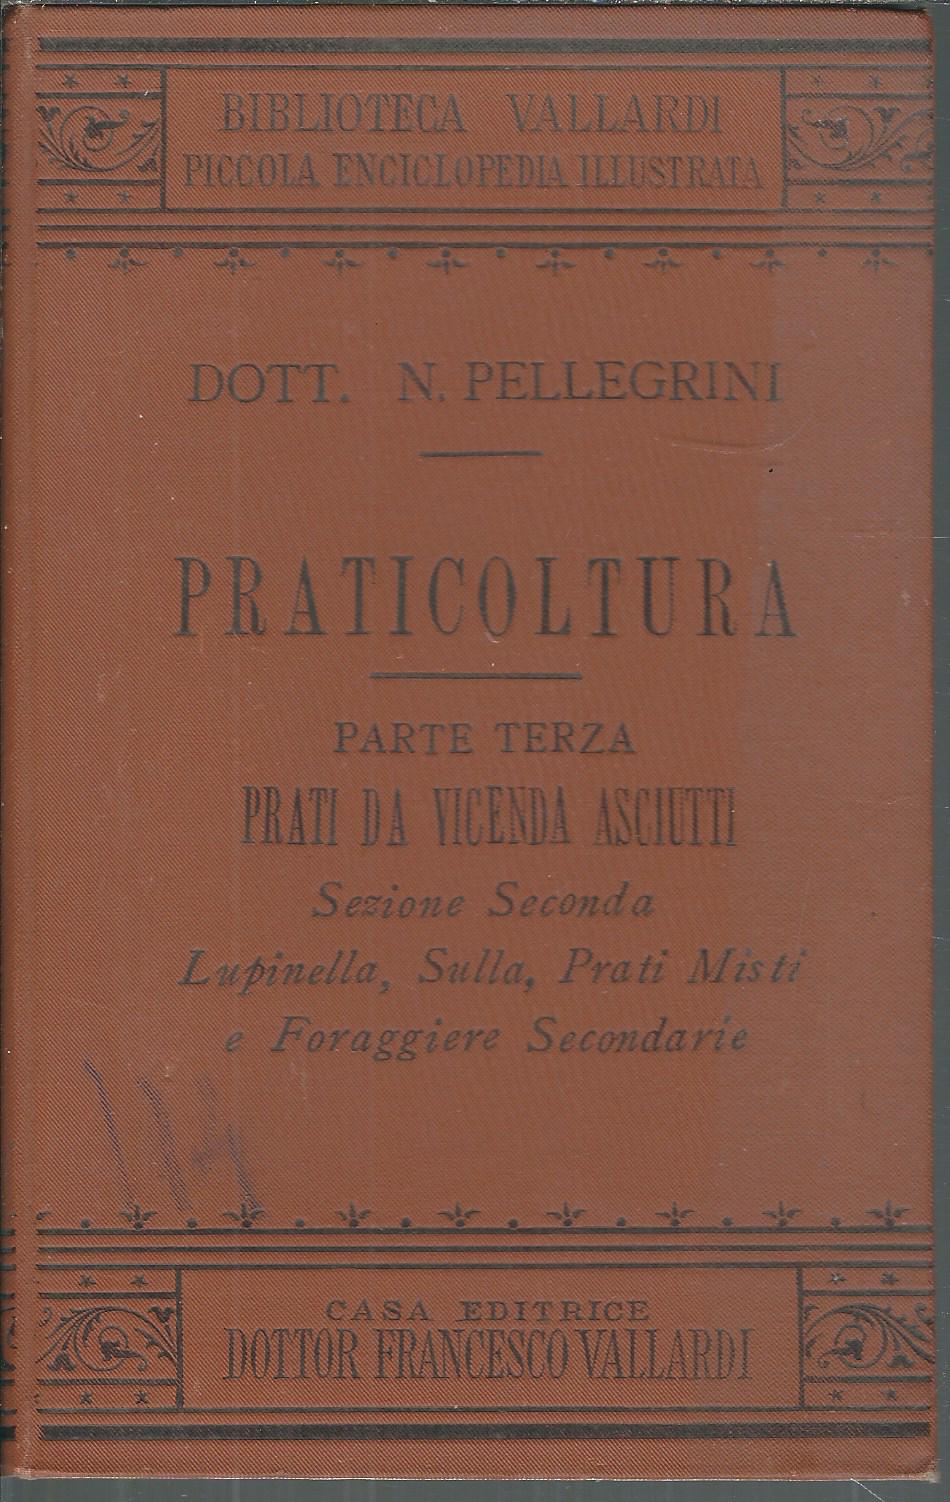 BIBLIOTECA VALLARDI
PICCOLA ENCICLOPEDIA ILLUSTRATA
DOTT. N. PELLEGRINI
PRATICOLTURA
PARTE TERZA
PRATI DA VICENDA ASCIUTTI
Sezione Seconda
Lupinella, Sulla, Prati Misti
e Foraggiere Secondarie
114
CASA EDITRICE
DOTTOR FRANCESCO VALLARDI